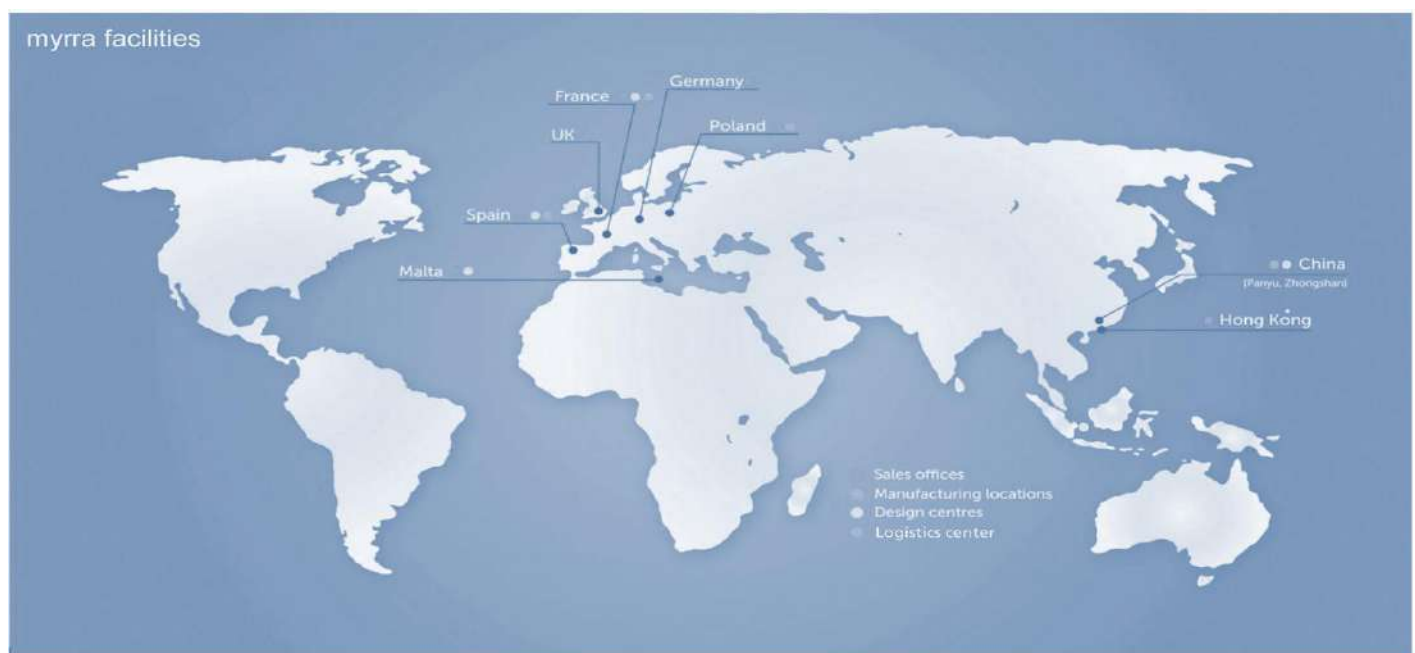 myrra facilities
Germany
France
Poland
UK
Spain
Malta
China
(Panyu, Zhongshan)
Hong Kong
Sales offices
Manufacturing locations
Design centres
Logistics center